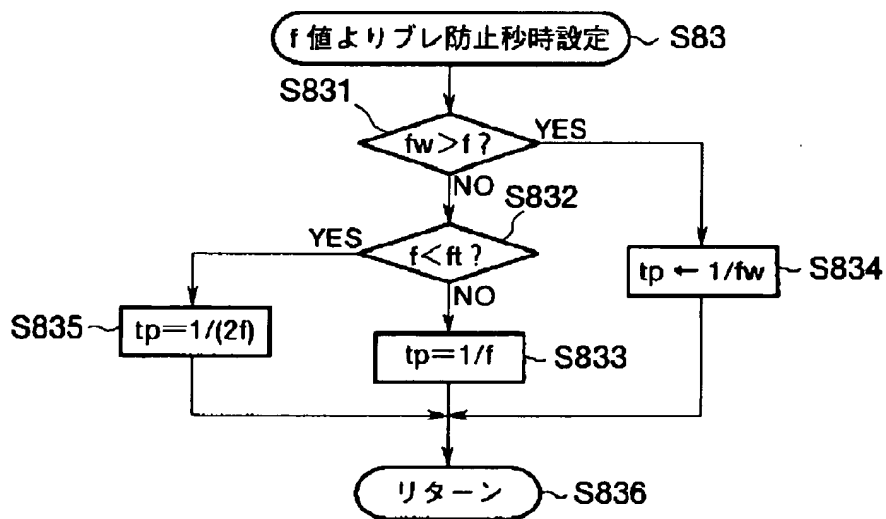 f 値よりブレ防止秒時設定
S83
S831
fw>f?
YES
NO
S832
YES
f<ft?
NO
tp ← 1/fw
S834
S835
tp=1/(2f)
tp=1/f
S833
リターン
S836